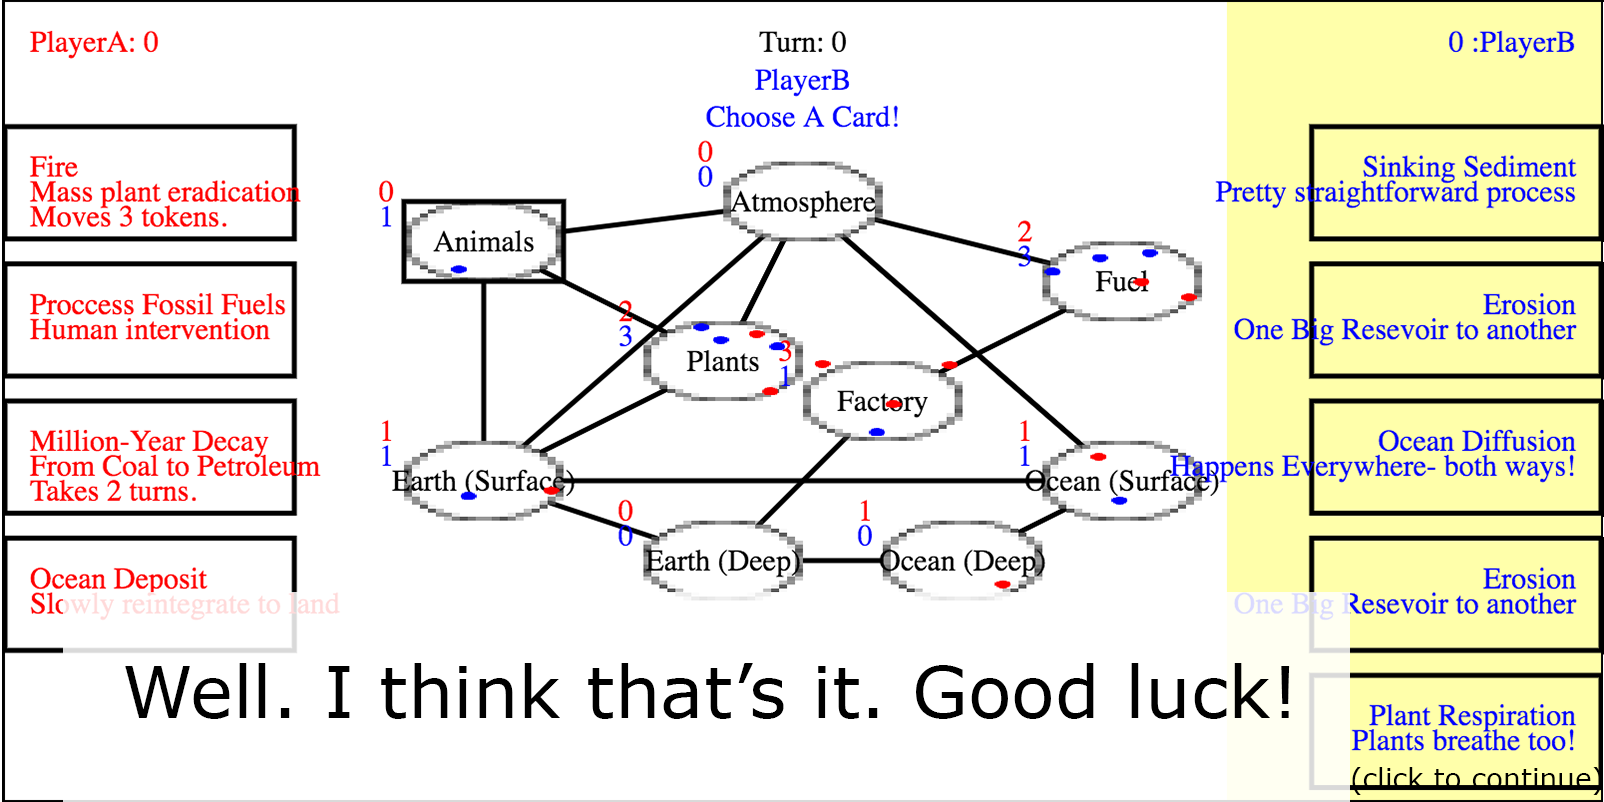 PlayerA: 0
Turn: 0
0 :PlayerB
PlayerB
Choose A Card!
Fire
Mass plant eradication
Moves 3 tokens.
Proccess Fossil Fuels
Human intervention
Million-Year Decay
From Coal to Petroleum
Takes 2 turns.
Ocean Deposit
Slowly reintegrate to land
0
0
Atmosphere
0
1
Animals
2
3
Fuel
2
3
Plants
3
1
Factory
1
1
Earth (Surface)
1
1
Ocean (Surface)
0
0
Earth (Deep)
1
0
Ocean (Deep)
Sinking Sediment
Pretty straightforward process
Erosion
One Big Resevoir to another
Ocean Diffusion
Happens Everywhere- both ways!
Erosion
One Big Resevoir to another
Plant Respiration
Plants breathe too!
Well. I think that’s it. Good luck!
(click to continue)